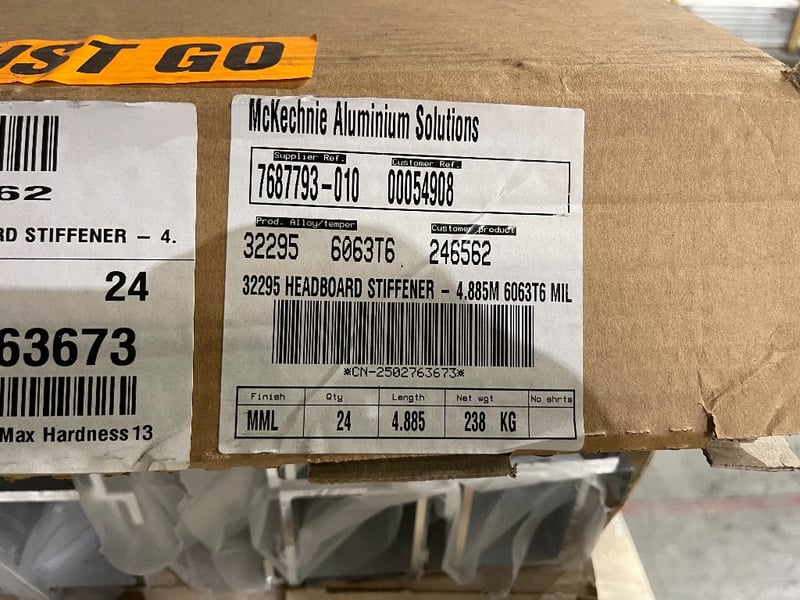 UST GO
62
RD STIFFENER - 4.
24
63673
Max Hardness 13
McKechnie Aluminium Solutions
Supplier Ref. Customer Ref.
7687793-010 00054908
Prod. Alloy/temper Customer product
32295 6063T6 246562
32295 HEADBOARD STIFFENER - 4.885M 6063T6 MIL
*CN-2502763673*
Finish Qty Length Net wgt No shrts
MML 24 4.885 238 KG